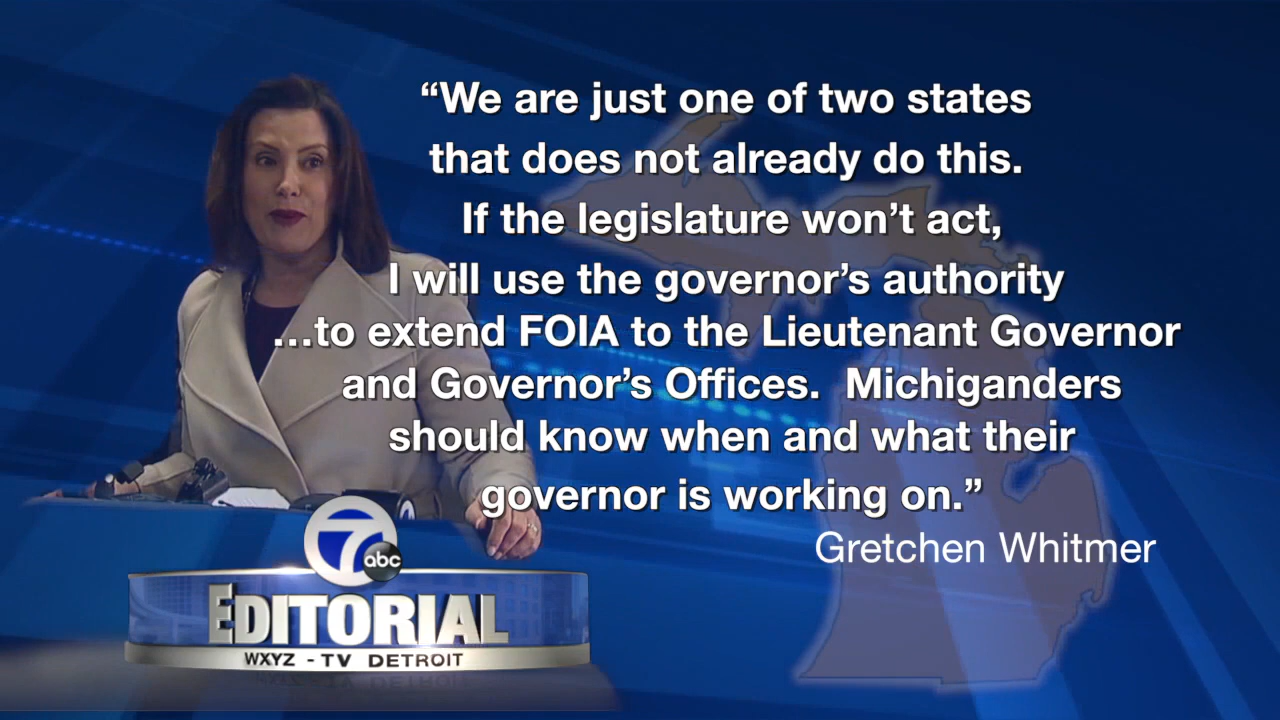 “We are just one of two states
that does not already do this.
If the legislature won’t act,
I will use the governor’s authority
...to extend FOIA to the Lieutenant Governor
and Governor’s Offices. Michiganders
should know when and what their
governor is working on.”
Gretchen Whitmer
7
abc
EDITORIAL
WXYZ - TV DETROIT